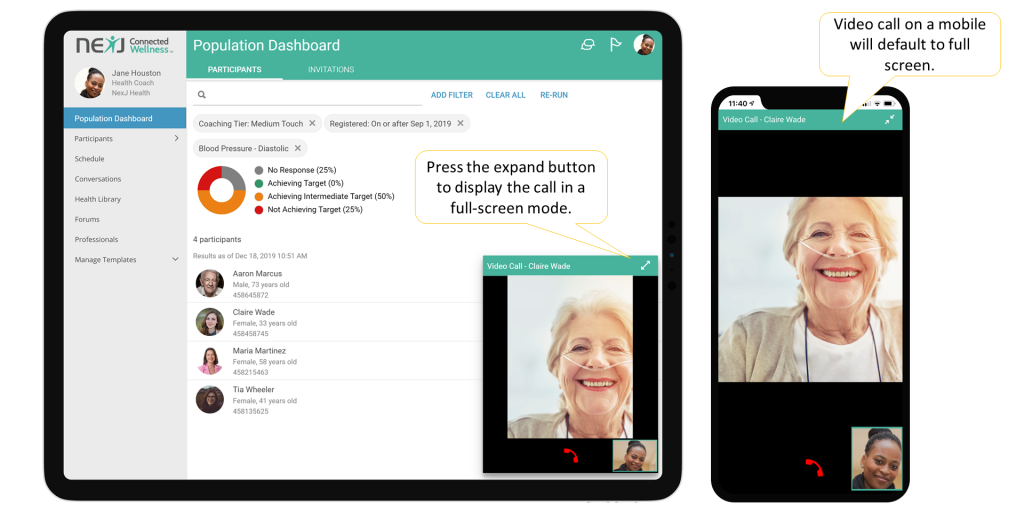 NEXJ Connected Wellness™
Jane Houston
Health Coach
NexJ Health
Population Dashboard
Participants
Schedule
Conversations
Health Library
Forums
Professionals
Manage Templates
Population Dashboard
PARTICIPANTS INVITATIONS
ADD FILTER CLEAR ALL RE-RUN
Coaching Tier: Medium Touch × Registered: On or after Sep 1, 2019 ×
Blood Pressure - Diastolic ×
No Response (25%)
Achieving Target (0%)
Achieving Intermediate Target (50%)
Not Achieving Target (25%)
4 participants
Results as of Dec 18, 2019 10:51 AM
Aaron Marcus
Male, 73 years old
458645872
Claire Wade
Female, 33 years old
458458745
Maria Martinez
Female, 58 years old
458215463
Tia Wheeler
Female, 41 years old
458135625
Press the expand button
to display the call in a
full-screen mode.
Video Call - Claire Wade
Video call on a mobile
will default to full
screen.
11:40
Video Call - Claire Wade